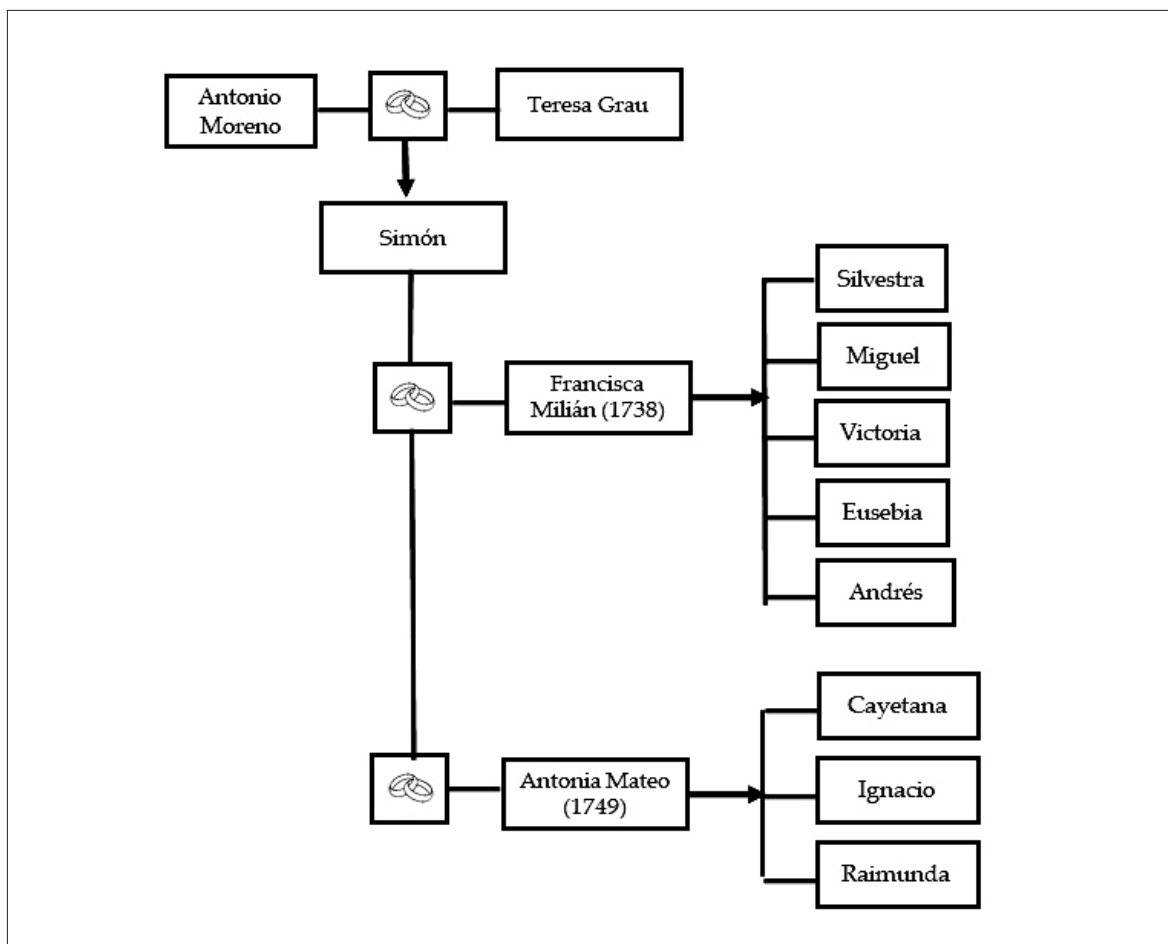 Antonio
Moreno
Teresa Grau
Simón
Francisca
Milián (1738)
Silvestra
Miguel
Victoria
Eusebia
Andrés
Antonia Mateo
(1749)
Cayetana
Ignacio
Raimunda